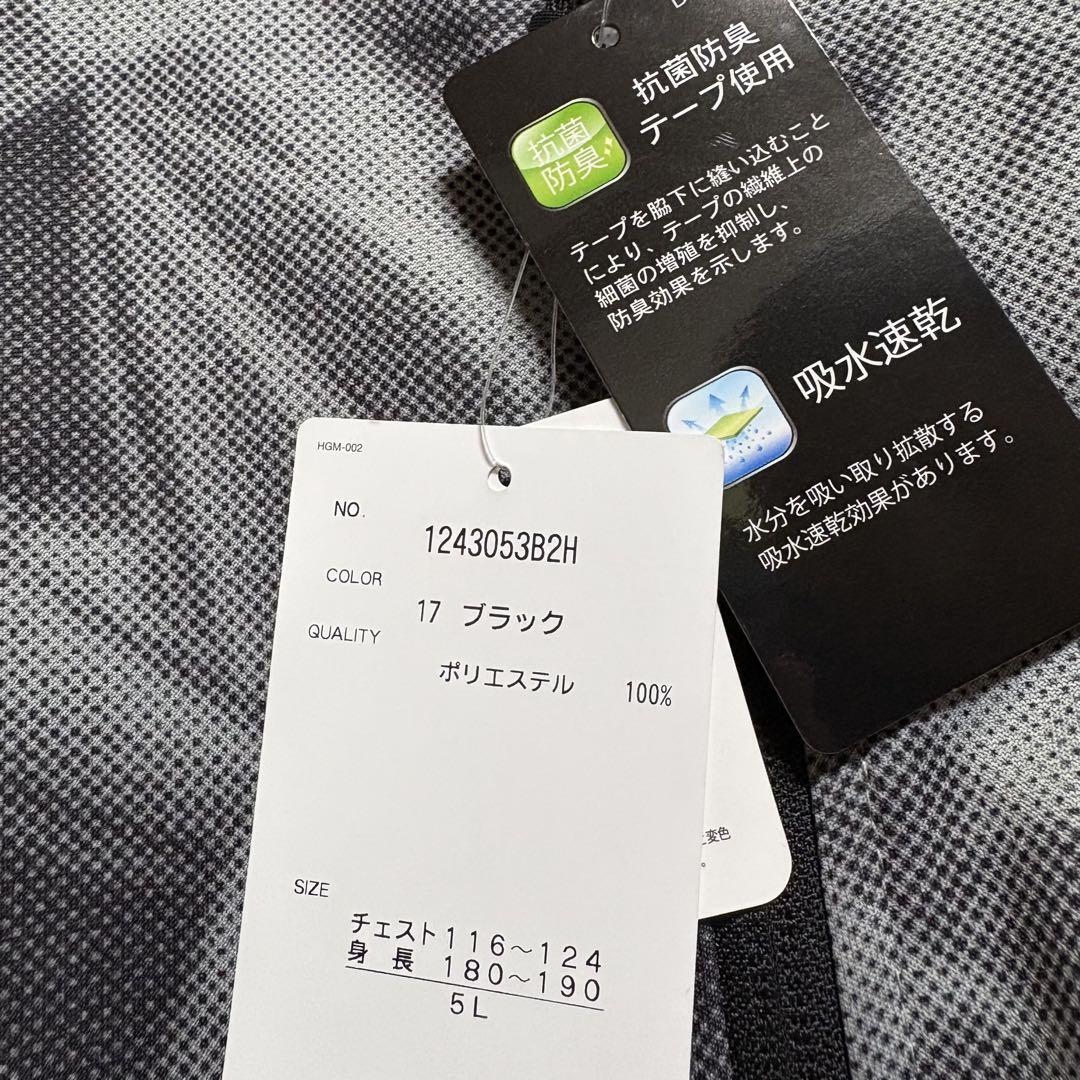 抗菌防臭
テープ使用
抗菌
防臭
テープを脇下に縫い込むこと
により、テープの繊維上の
細菌の増殖を抑制し、
防臭効果を示します。
吸水速乾
水分を吸い取り拡散する
吸水速乾効果があります。
HGM-002
NO.
1243053B2H
COLOR
17 ブラック
QUALITY
ポリエステル 100%
SIZE
チェスト 116～124
身長 180～190
5L
変色